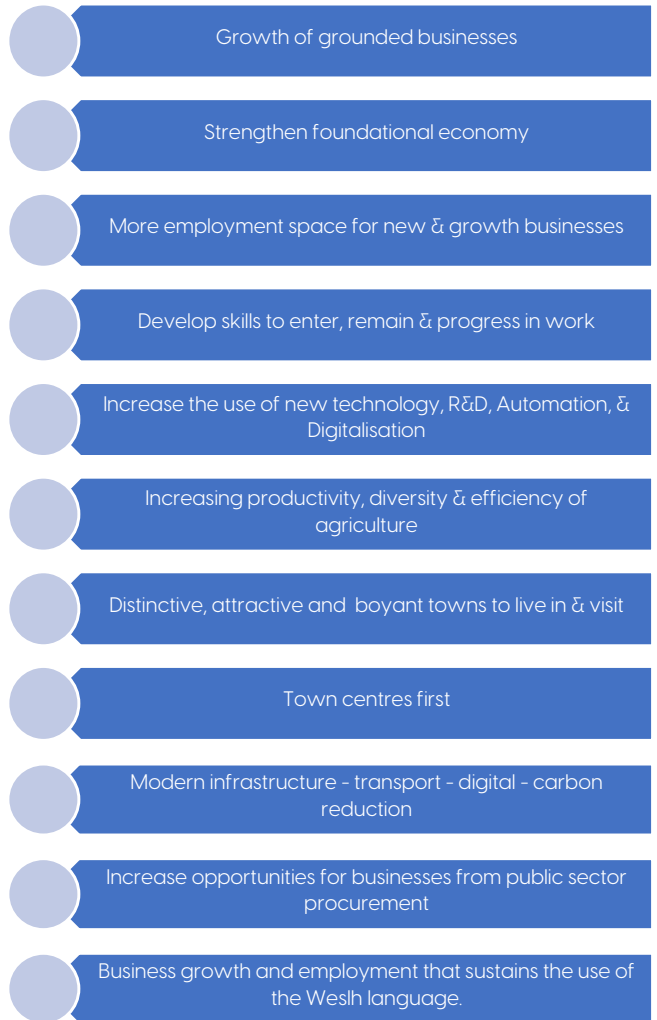 Growth of grounded businesses
Strengthen foundational economy
More employment space for new & growth businesses
Develop skills to enter, remain & progress in work
Increase the use of new technology, R&D, Automation, &
Digitalisation
Increasing productivity, diversity & efficiency of
agriculture
Distinctive, attractive and  boyant towns to live in & visit
Town centres first
Modern infrastructure - transport - digital - carbon
reduction
Increase opportunities for businesses from public sector
procurement
Business growth and employment that sustains the use of
the Weslh language.